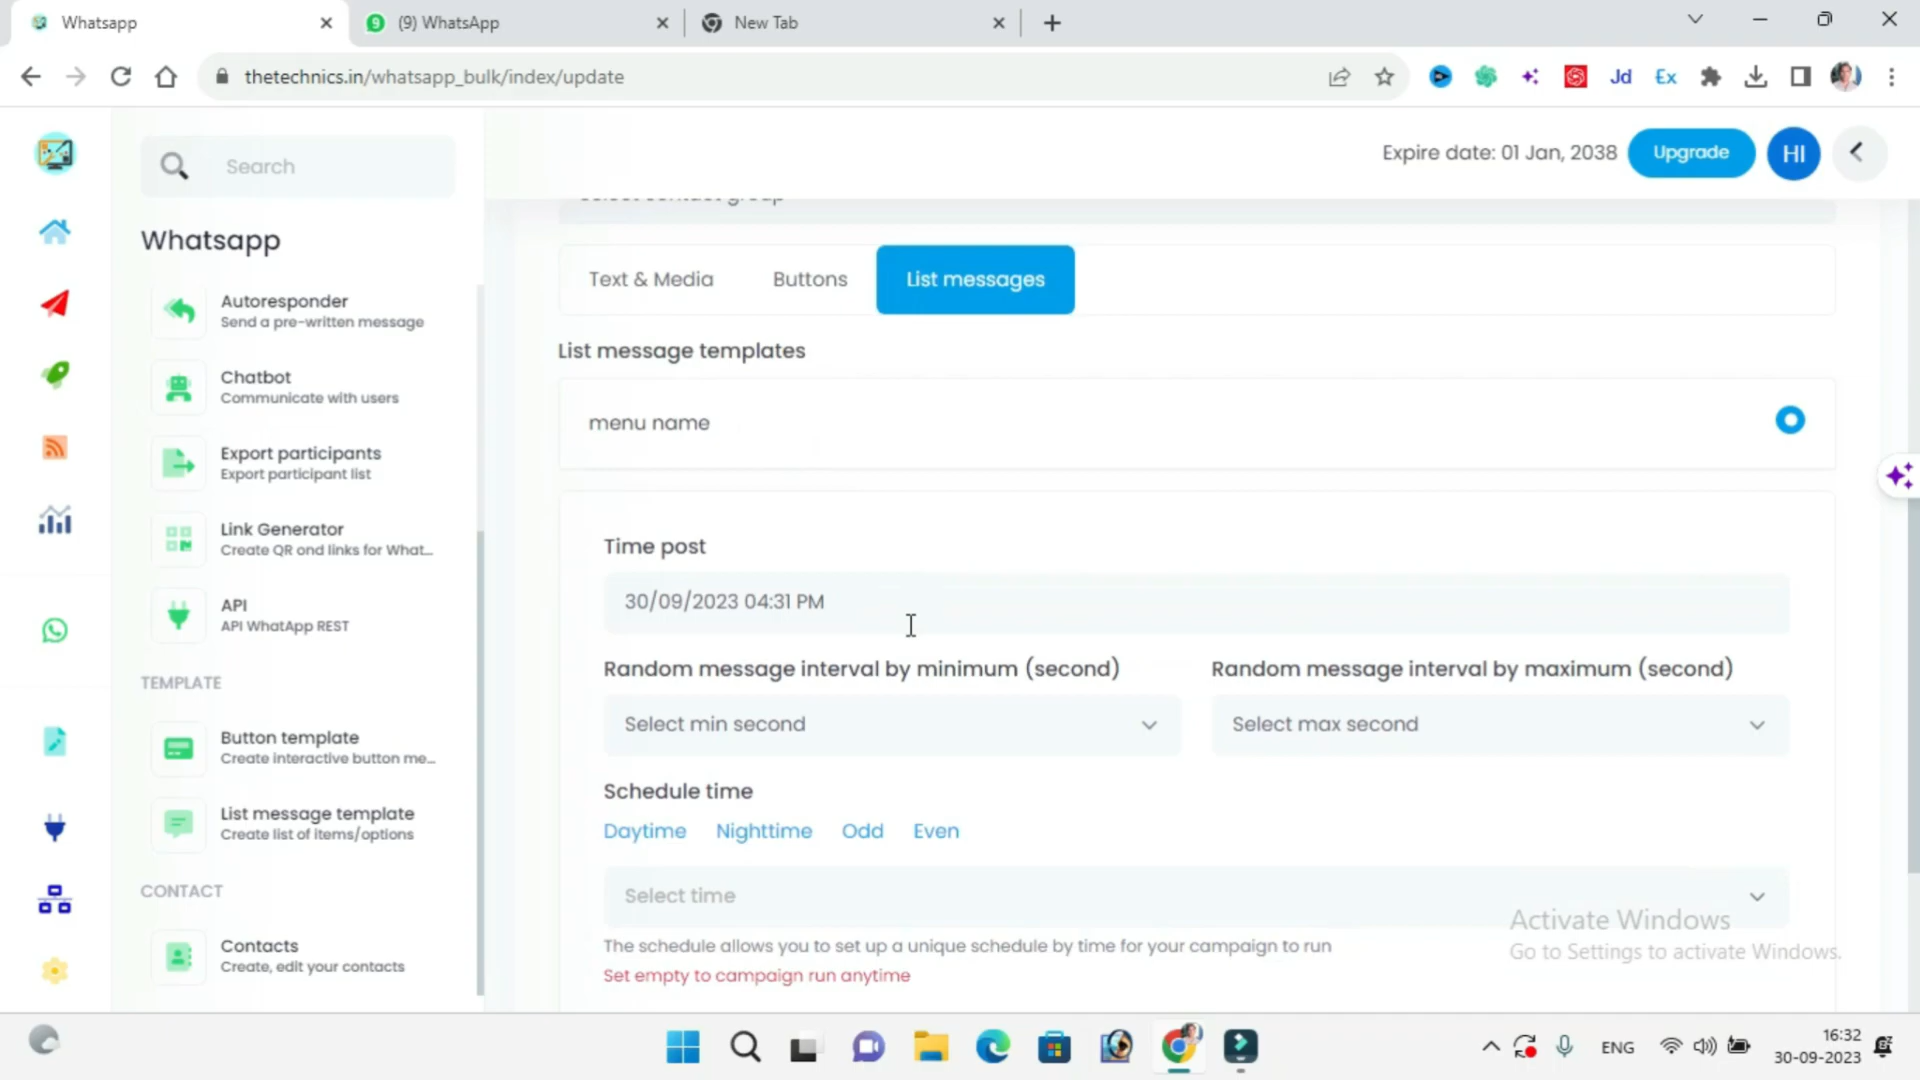 Whatsapp
(9) WhatsApp
New Tab
thetechnics.in/whatsapp_bulk/index/update
Jd
Ex
Search
Expire date: 01 Jan, 2038
Upgrade
HI
Whatsapp
Autoresponder
Send a pre-written message
Chatbot
Communicate with users
Export participants
Export participant list
Link Generator
Create QR ond links for What...
API
API WhatApp REST
TEMPLATE
Button template
Create interactive button me...
List message template
Create list of items/options
CONTACT
Contacts
Create, edit your contacts
Select contact group
Text & Media
Buttons
List messages
List message templates
menu name
Time post
30/09/2023 04:31 PM
Random message interval by minimum (second)
Random message interval by maximum (second)
Select min second
Select max second
Schedule time
Daytime
Nighttime
Odd
Even
Select time
The schedule allows you to set up a unique schedule by time for your campaign to run
Set empty to campaign run anytime
Activate Windows
Go to Settings to activate Windows.
ENG
16:32
30-09-2023